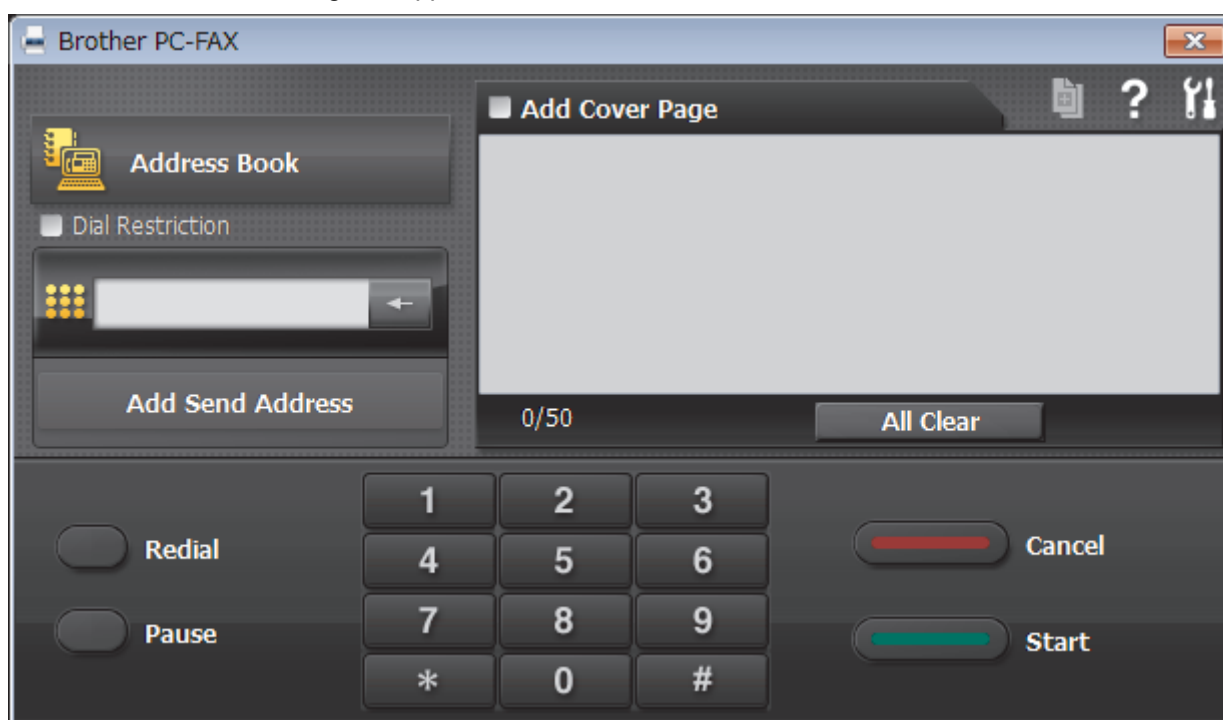 Brother PC-FAX
Add Cover Page
?
Address Book
Dial Restriction
Add Send Address
0/50
All Clear
1 2 3
Redial
4 5 6
Cancel
Pause
7 8 9
Start
* 0 #